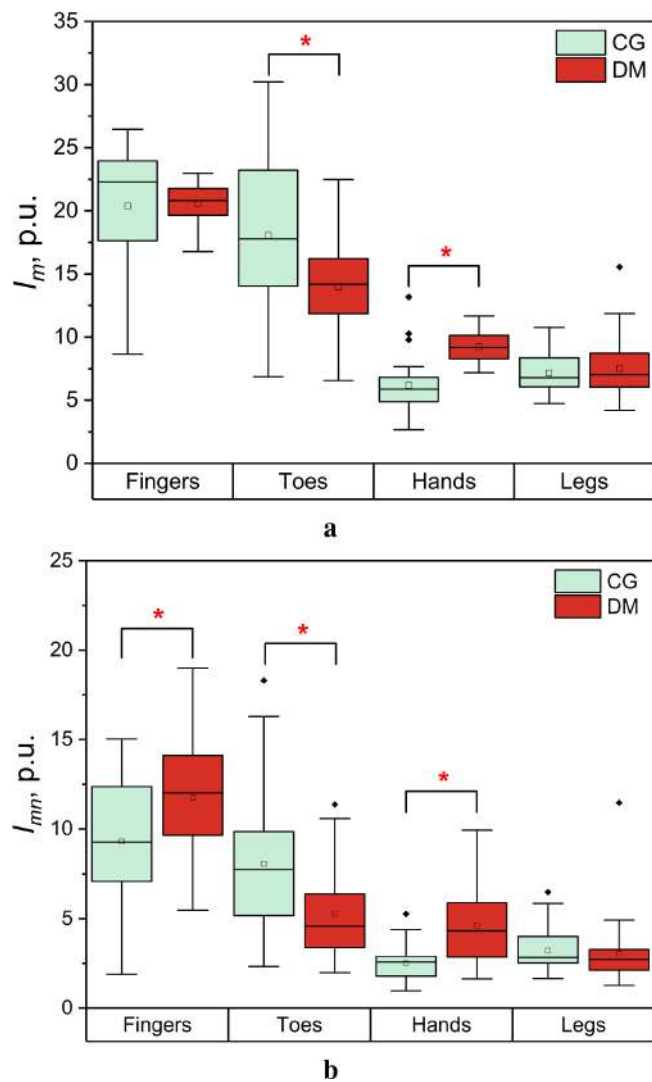 35
30
25
20
15
10
5
0
I_m, p.u.
CG
DM
*
*
Fingers Toes Hands Legs
a
25
20
15
10
5
0
I_mn, p.u.
CG
DM
*
*
*
Fingers Toes Hands Legs
b